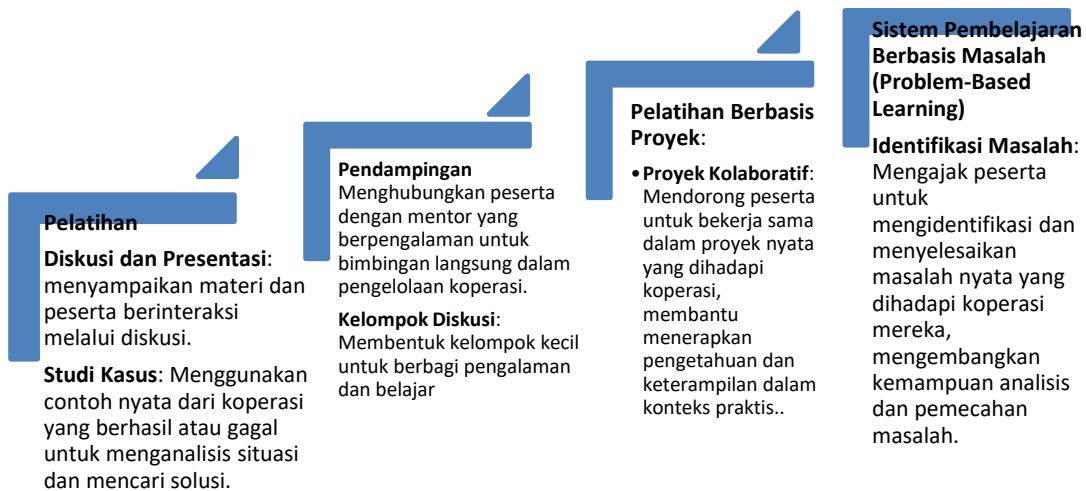 Pelatihan
Diskusi dan Presentasi:
menyampaikan materi dan
peserta berinteraksi
melalui diskusi.
Studi Kasus: Menggunakan
contoh nyata dari koperasi
yang berhasil atau gagal
untuk menganalisis situasi
dan mencari solusi.
Pendampingan
Menghubungkan peserta
dengan mentor yang
berpengalaman untuk
bimbingan langsung dalam
pengelolaan koperasi.
Kelompok Diskusi:
Membentuk kelompok kecil
untuk berbagi pengalaman
dan belajar
Pelatihan Berbasis
Proyek:
•Proyek Kolaboratif:
Mendorong peserta
untuk bekerja sama
dalam proyek nyata
yang dihadapi
koperasi,
membantu
menerapkan
pengetahuan dan
keterampilan dalam
konteks praktis..
Sistem Pembelajaran
Berbasis Masalah
(Problem-Based
Learning)
Identifikasi Masalah:
Mengajak peserta
untuk
mengidentifikasi dan
menyelesaikan
masalah nyata yang
dihadapi koperasi
mereka,
mengembangkan
kemampuan analisis
dan pemecahan
masalah.